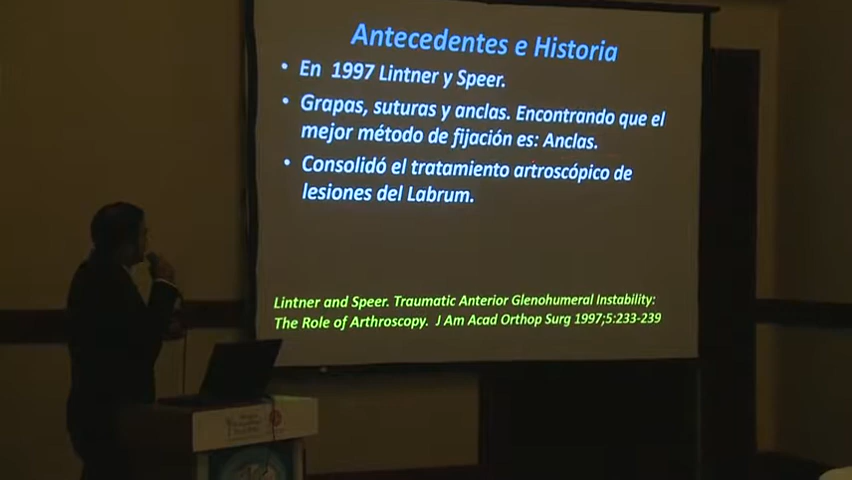 Antecedentes e Historia
• En 1997 Lintner y Speer.
• Grapas, suturas y anclas. Encontrando que el
mejor método de fijación es: Anclas.
• Consolidó el tratamiento artroscópico de
lesiones del Labrum.
Lintner and Speer. Traumatic Anterior Glenohumeral Instability:
The Role of Arthroscopy. J Am Acad Orthop Surg 1997;5:233-239